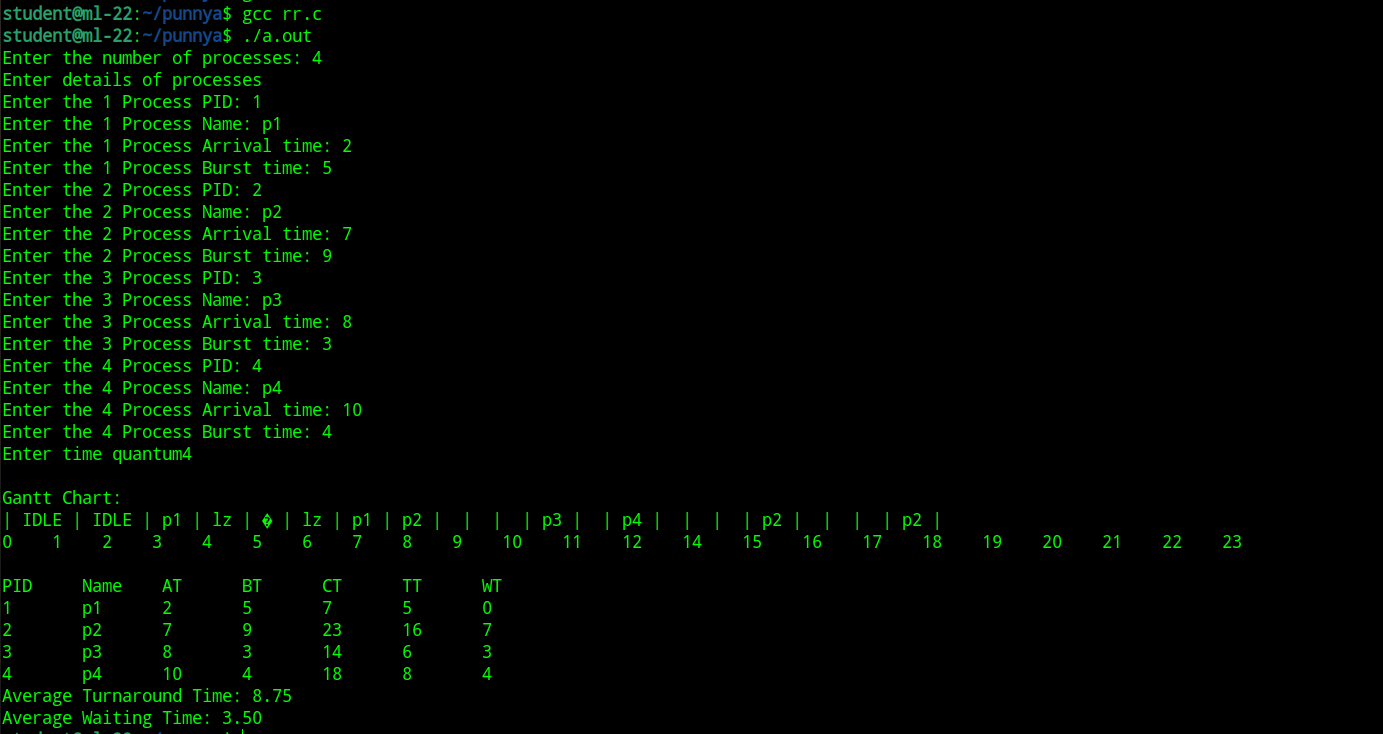 student@ml-22:~/punnya$ gcc rr.c
student@ml-22:~/punnya$ ./a.out
Enter the number of processes: 4
Enter details of processes
Enter the 1 Process PID: 1
Enter the 1 Process Name: p1
Enter the 1 Process Arrival time: 2
Enter the 1 Process Burst time: 5
Enter the 2 Process PID: 2
Enter the 2 Process Name: p2
Enter the 2 Process Arrival time: 7
Enter the 2 Process Burst time: 9
Enter the 3 Process PID: 3
Enter the 3 Process Name: p3
Enter the 3 Process Arrival time: 8
Enter the 3 Process Burst time: 3
Enter the 4 Process PID: 4
Enter the 4 Process Name: p4
Enter the 4 Process Arrival time: 10
Enter the 4 Process Burst time: 4
Enter time quantum4
Gantt Chart:
| IDLE | IDLE | p1 | lz | � | lz | p1 | p2 |  |  |  | p3 |  | p4 |  |  |  | p2 |  |  |  | p2 |
0    1    2    3    4    5    6    7    8    9    10    11    12    14    15    16    17    18    19    20    21    22    23
PID     Name    AT      BT      CT      TT      WT
1       p1      2       5       7       5       0
2       p2      7       9       23      16      7
3       p3      8       3       14      6       3
4       p4      10      4       18      8       4
Average Turnaround Time: 8.75
Average Waiting Time: 3.50